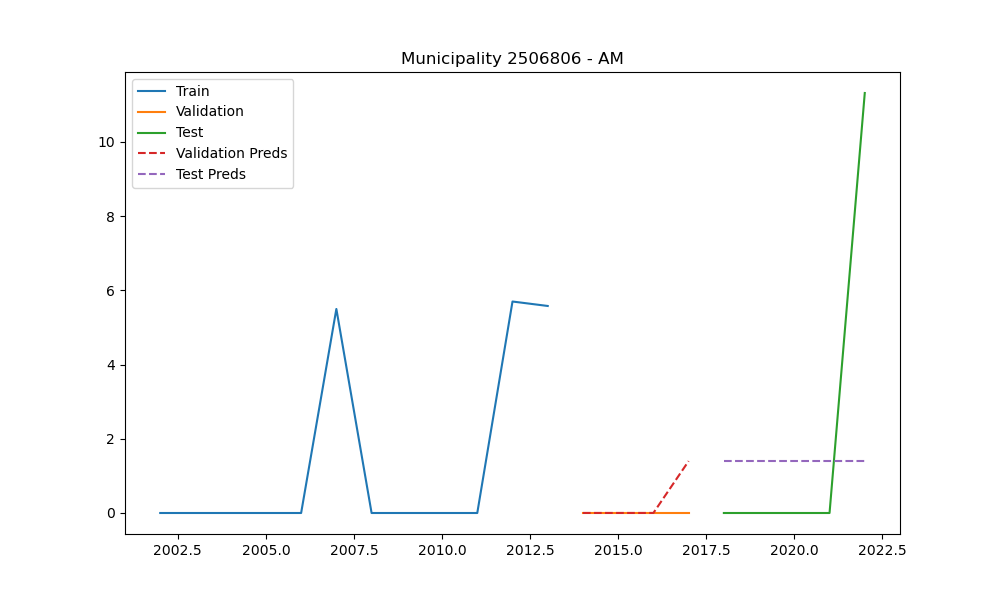 Municipality 2506806 - AM
Train
Validation
Test
Validation Preds
Test Preds
10
8
6
4
2
0
2002.5 2005.0 2007.5 2010.0 2012.5 2015.0 2017.5 2020.0 2022.5